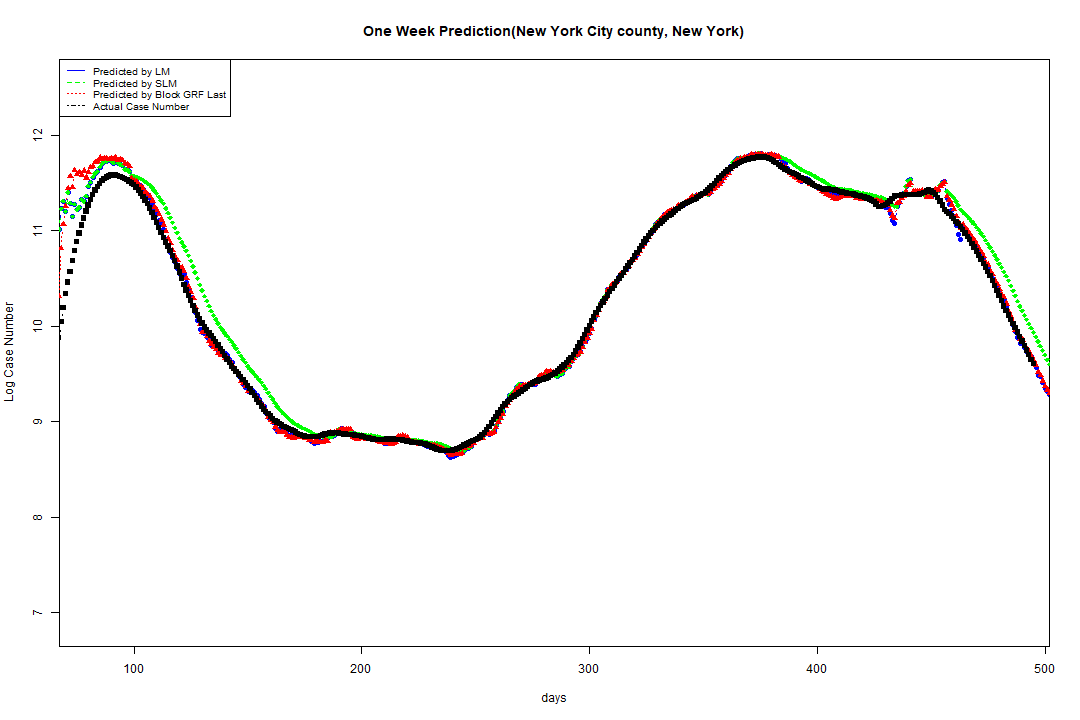 One Week Prediction(New York City county, New York)
Predicted by LM
Predicted by SLM
Predicted by Block GRF Last
Actual Case Number
12
11
10
9
8
7
Log Case Number
100 200 300 400 500
days